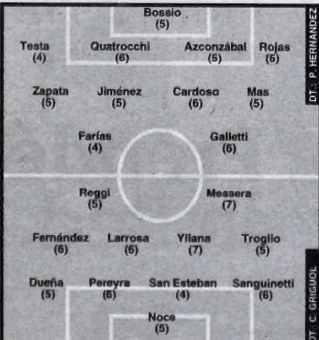 Bossio
(5)
Testa Quatrocchi Azconzábal Rojas
(4) (6) (5) (6)
Zapata Jiménez Cardoso Mas
(5) (5) (6) (5)
Farías Galletti
(4) (6)
Reggi Messera
(5) (7)
Fernández Larrosa Yllana Troglio
(6) (6) (7) (5)
Dueña Pereyra San Esteban Sanguinetti
(5) (6) (4) (6)
Noce
(5)
DT.: P. HERNANDEZ
DT.: C. GRIGUOL